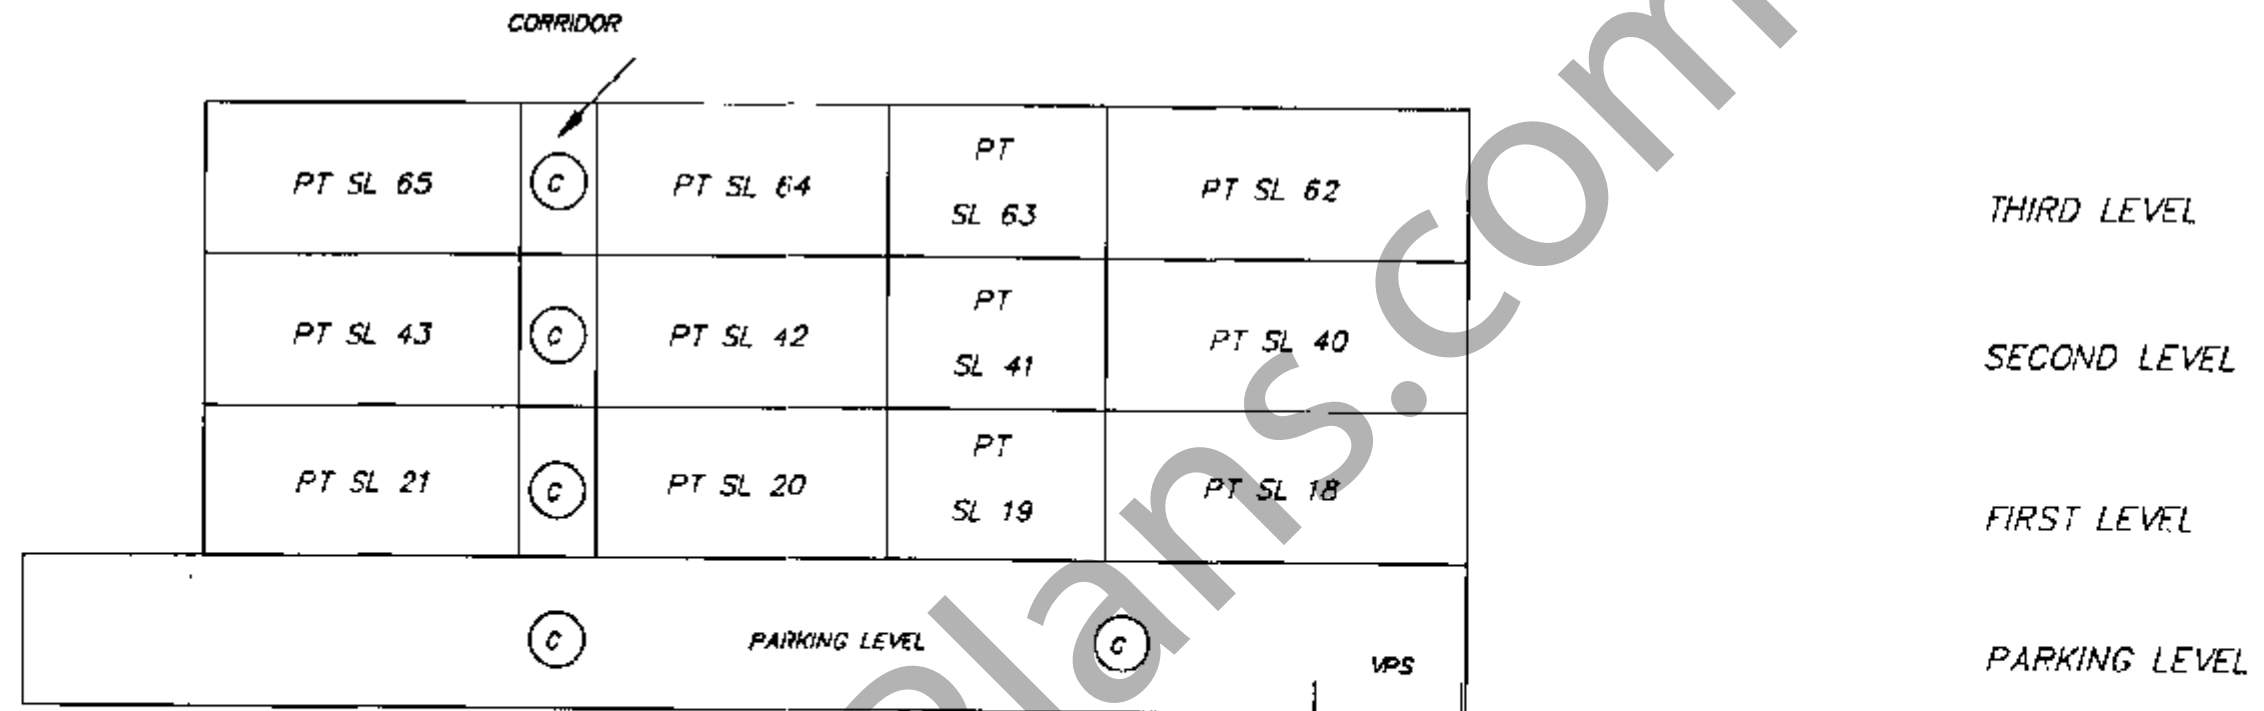 CORRIDOR
PT SL 65
C
PT SL 64
PT
SL 63
PT SL 62
THIRD LEVEL
PT SL 43
C
PT SL 42
PT
SL 41
PT SL 40
SECOND LEVEL
PT SL 21
C
PT SL 20
PT
SL 19
PT SL 18
FIRST LEVEL
C
PARKING LEVEL
C
VPS
PARKING LEVEL
lans.com